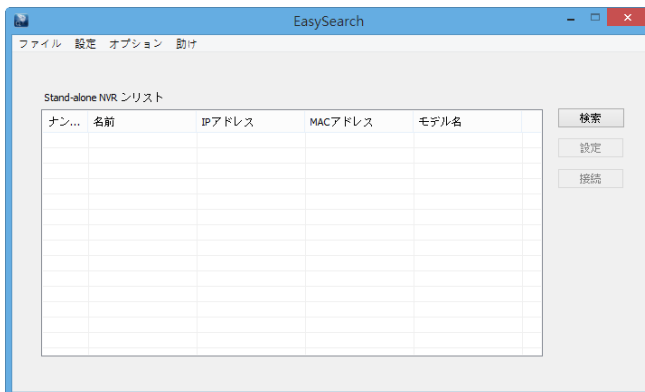 EasySearch
ファイル 設定 オプション 助け
Stand-alone NVR ンリスト
ナン... 名前 IPアドレス MACアドレス モデル名
検索
設定
接続